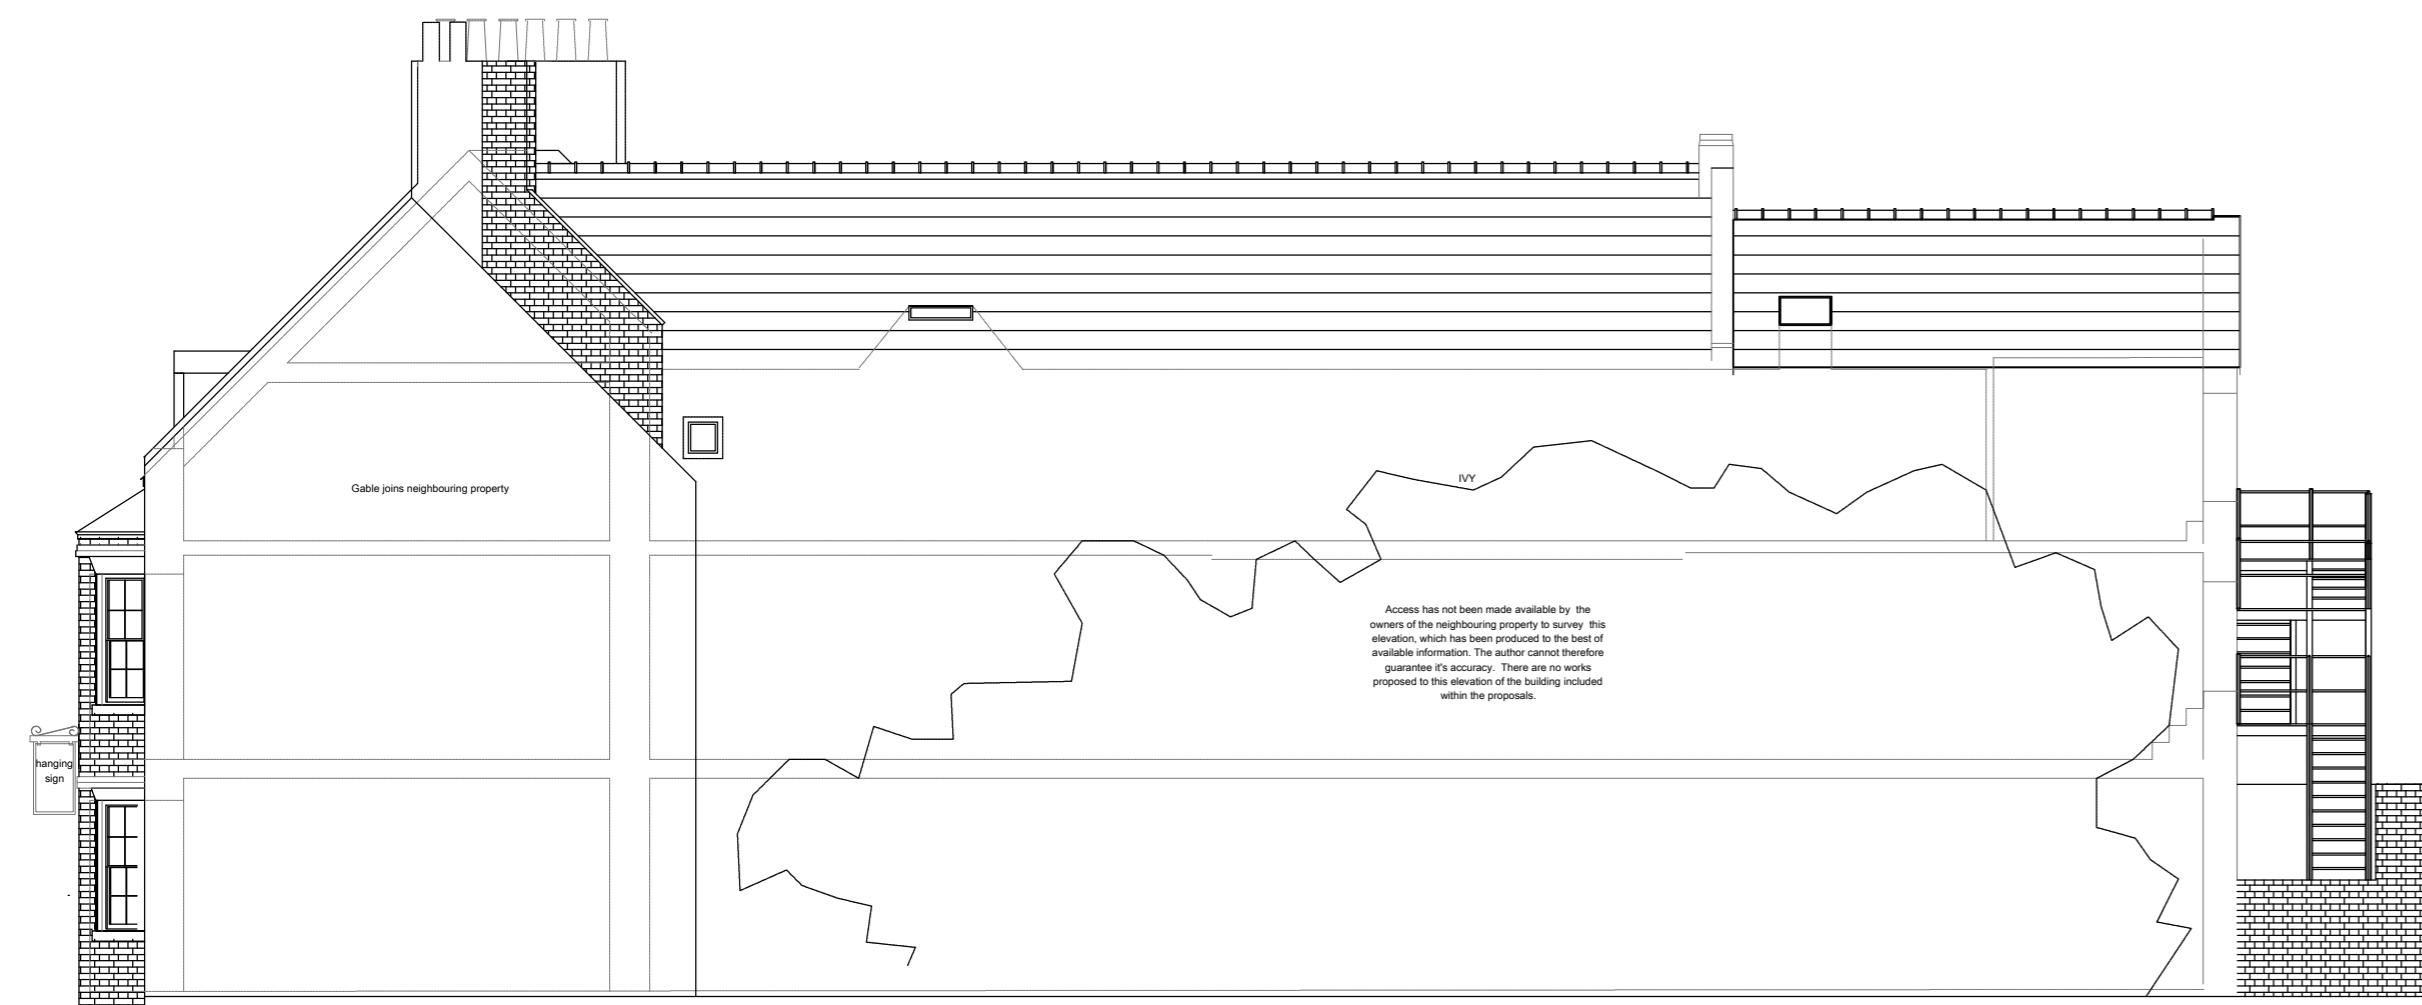 Gable joins neighbouring property
IVY
Access has not been made available by the
owners of the neighbouring property to survey this
elevation, which has been produced to the best of
available information. The author cannot therefore
guarantee it's accuracy. There are no works
proposed to this elevation of the building included
within the proposals.
hanging
sign